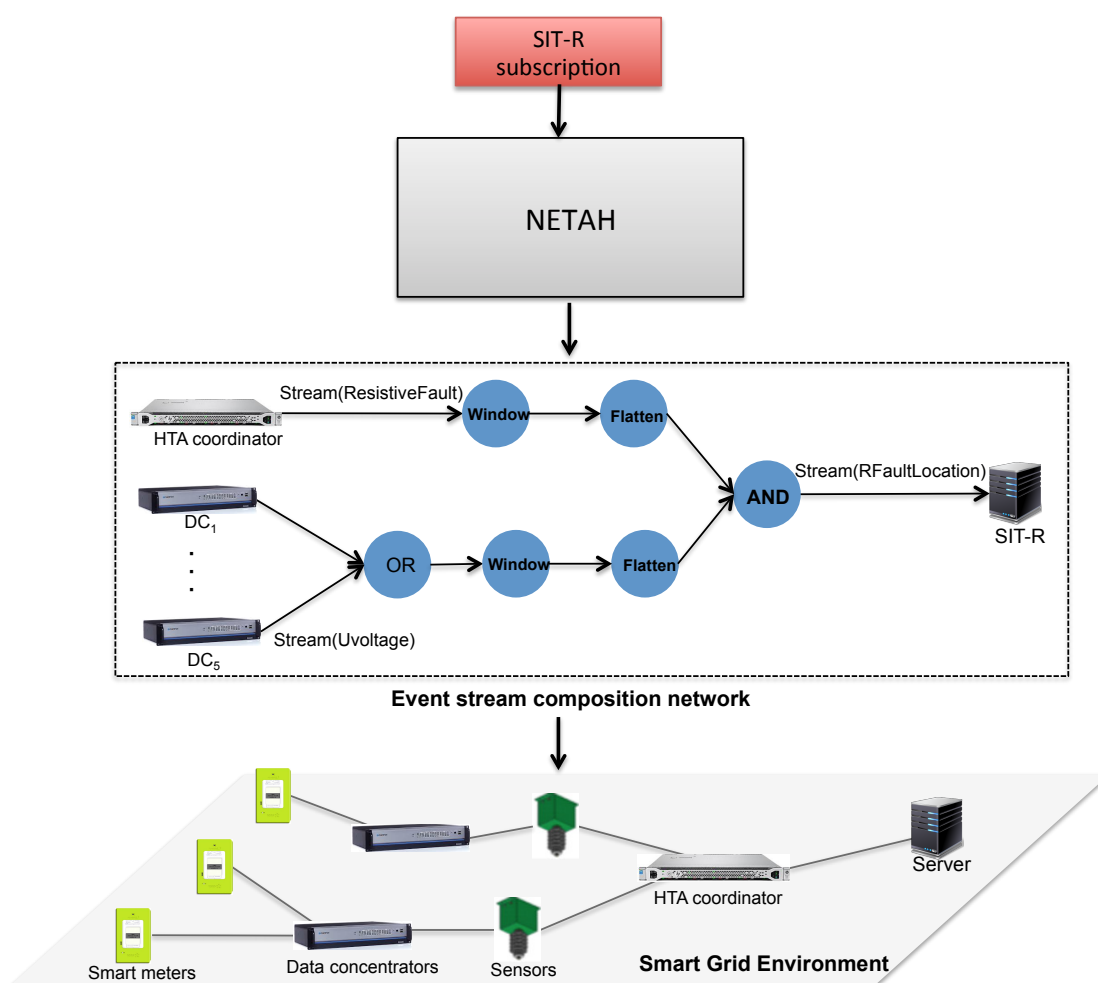 SIT-R
subscription
NETAH
Stream(ResistiveFault)
Window
Flatten
HTA coordinator
Stream(RFaultLocation)
AND
DC1
SIT-R
OR
Window
Flatten
Stream(Uvoltage)
DC5
Event stream composition network
Server
HTA coordinator
Smart meters
Data concentrators
Sensors
Smart Grid Environment